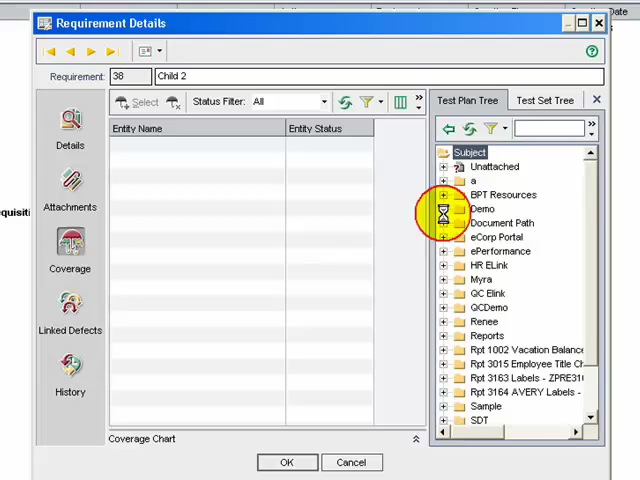 Requirement Details
Requirement: 38 Child 2
Details
Attachments
Coverage
Linked Defects
History
Select Status Filter: All
Entity Name Entity Status
Coverage Chart
Test Plan Tree Test Set Tree
Subject
Unattached
a
BPT Resources
Demo
Document Path
eCorp Portal
ePerformance
HR ELink
Myra
QC Elink
QCDemo
Renee
Reports
Rpt 1002 Vacation Balance
Rpt 3015 Employee Title Ch
Rpt 3163 Labels - ZPRE310
Rpt 3164 AVERY Labels -
Sample
SDT
OK Cancel